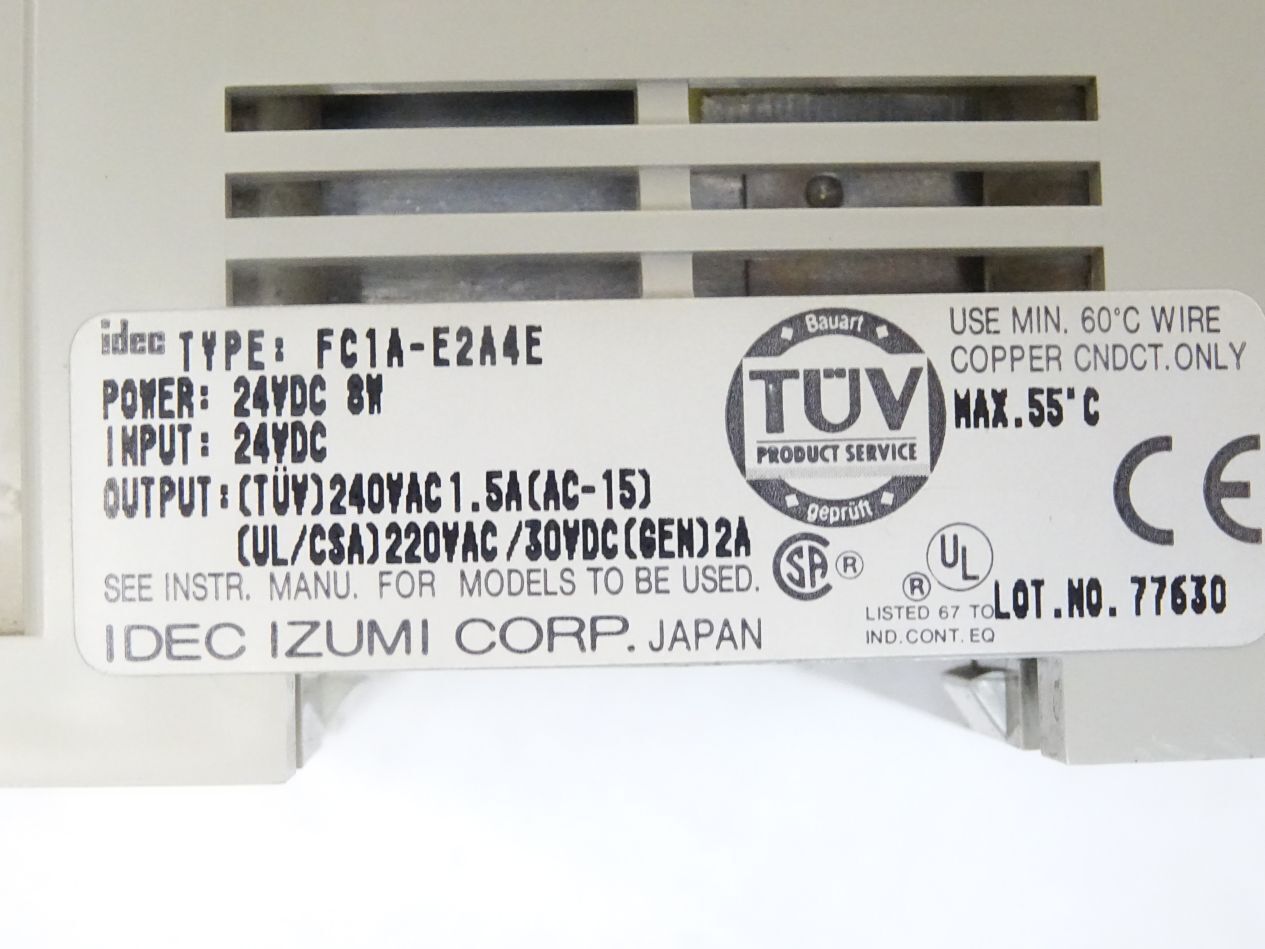 idec TYPE: FC1A-E2A4E
POWER: 24VDC 8W
INPUT: 24VDC
OUTPUT:(TÜV)240VAC1.5A(AC-15)
(UL/CSA)220VAC/30VDC(GEN)2A
SEE INSTR. MANU. FOR MODELS TO BE USED.
IDEC IZUMI CORP. JAPAN
Bauart
TÜV
PRODUCT SERVICE
geprüft
USE MIN. 60°C WIRE
COPPER CNDCT.ONLY
MAX.55°C
CE
SA ®
UL ®
LISTED 67 TO
IND.CONT.EQ
LOT.NO. 77630